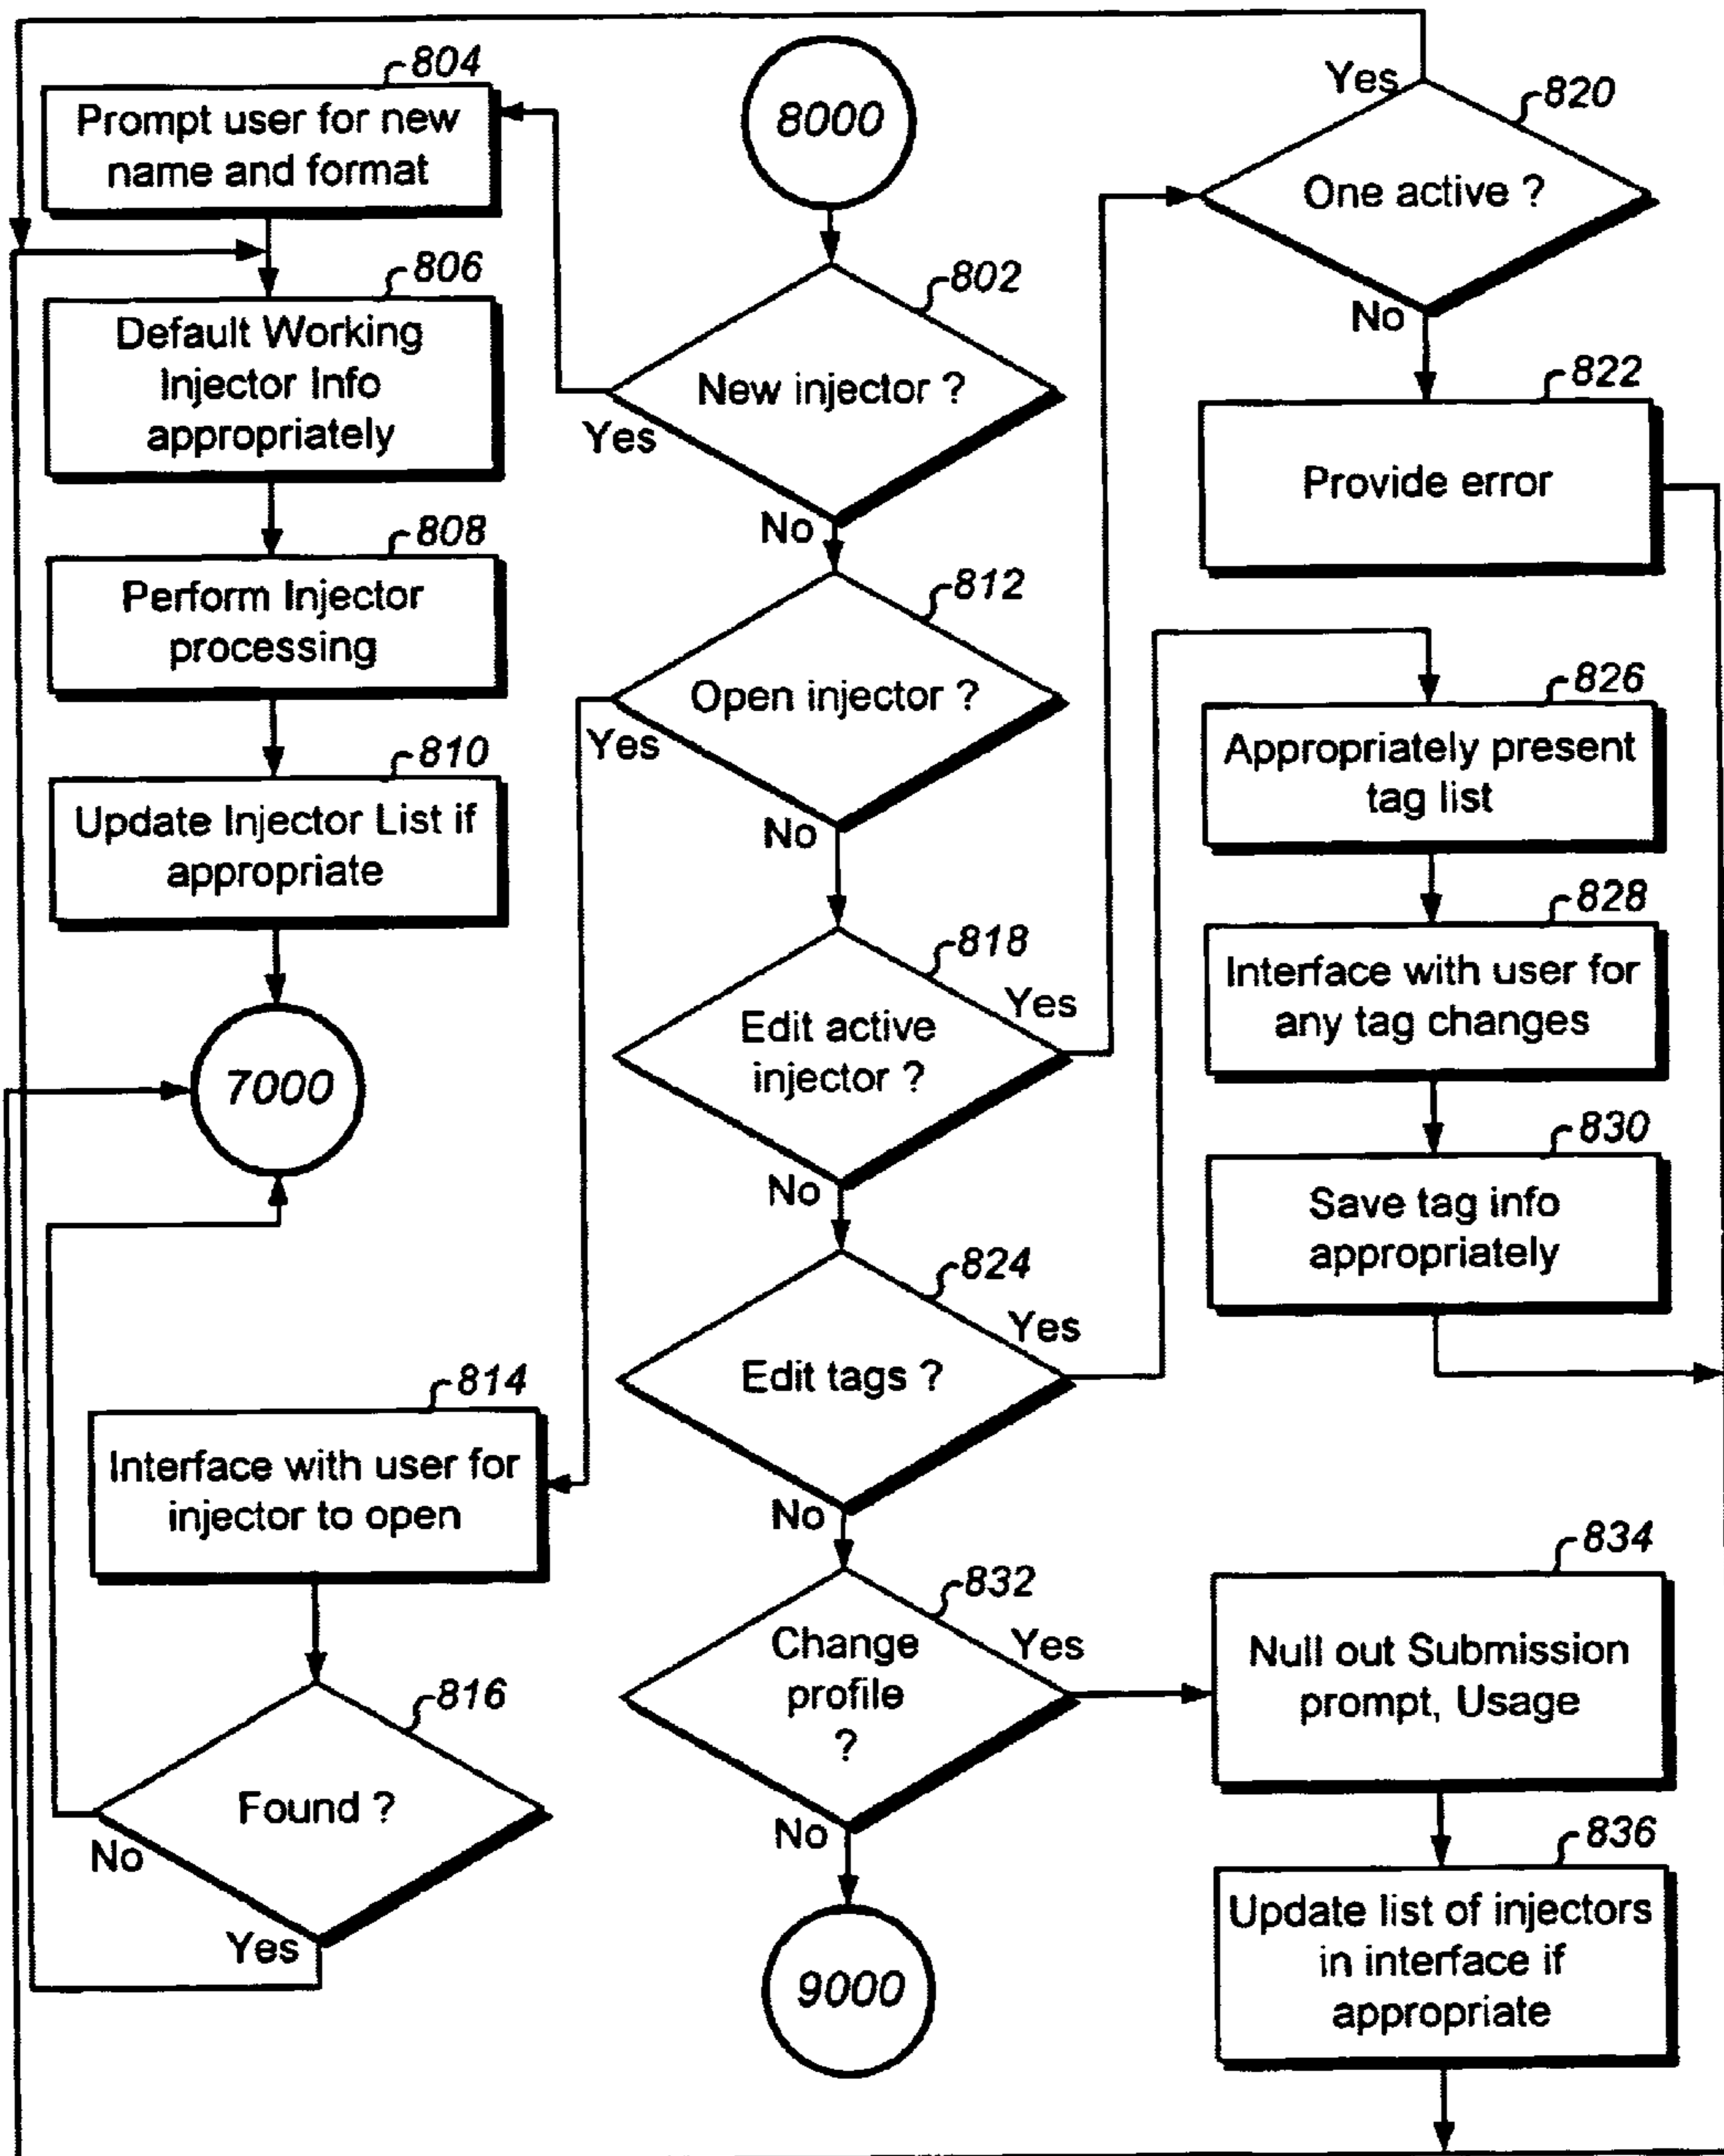 8000
802
New injector ?
Yes
No
804
Prompt user for new
name and format
806
Default Working
Injector Info
appropriately
808
Perform Injector
processing
810
Update Injector List if
appropriate
7000
812
Open injector ?
Yes
No
814
Interface with user for
injector to open
816
Found ?
No
Yes
818
Edit active
injector ?
Yes
No
820
One active ?
Yes
No
822
Provide error
824
Edit tags ?
Yes
No
826
Appropriately present
tag list
828
Interface with user for
any tag changes
830
Save tag info
appropriately
832
Change
profile
?
Yes
No
834
Null out Submission
prompt, Usage
836
Update list of injectors
in interface if
appropriate
9000